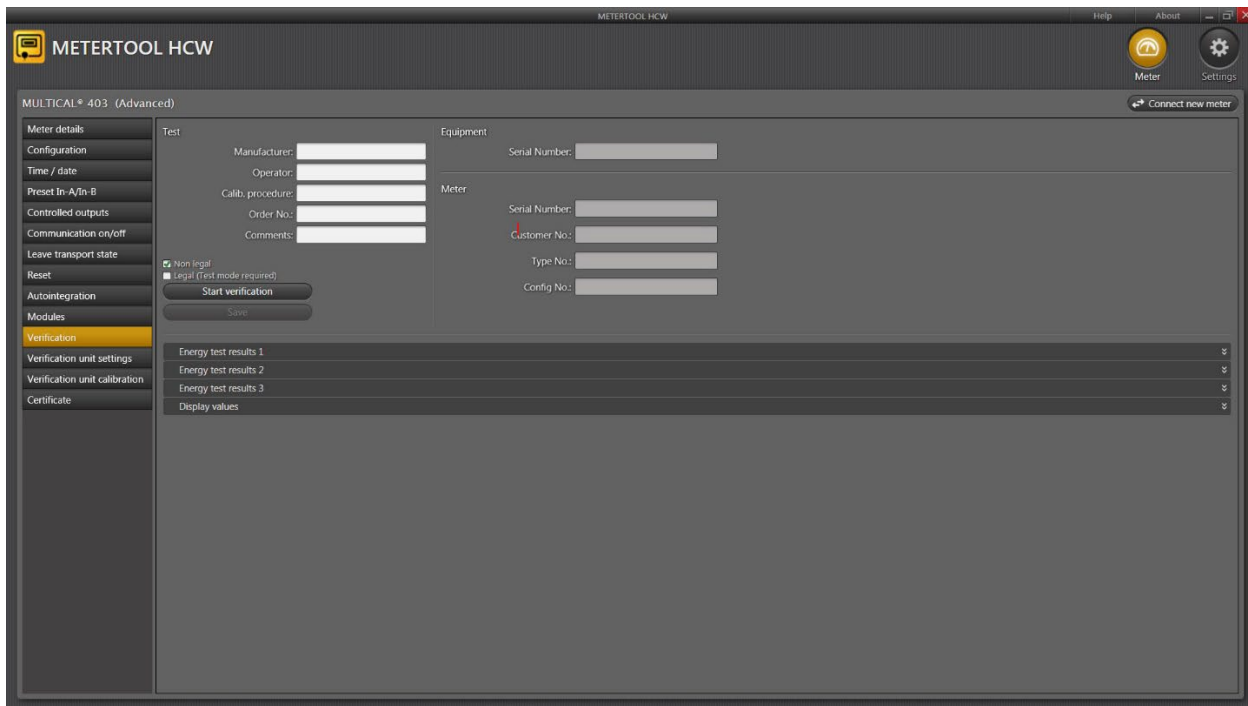 METERTOOL HCW
Help
About
METERTOOL HCW
Meter
Settings
MULTICAL® 403 (Advanced)
Connect new meter
Meter details
Configuration
Time / date
Preset In-A/In-B
Controlled outputs
Communication on/off
Leave transport state
Reset
Autointegration
Modules
Verification
Verification unit settings
Verification unit calibration
Certificate
Test
Manufacturer:
Operator:
Calib. procedure:
Order No.:
Comments:
Non legal
Legal (Test mode required)
Start verification
Save
Equipment
Serial Number:
Meter
Serial Number:
Customer No.:
Type No.:
Config No.:
Energy test results 1
Energy test results 2
Energy test results 3
Display values